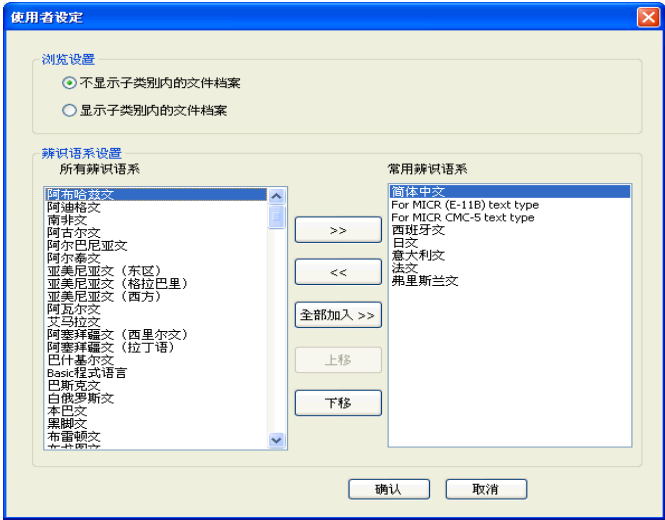 使用者设定
浏览设置
不显示子类别内的文件档案
显示子类别内的文件档案
辨识语系设置
所有辨识语系
常用辨识语系
阿布哈兹文
阿迪格文
南非文
阿古尔文
阿尔巴尼亚文
阿尔泰文
亚美尼亚文（东区）
亚美尼亚文（格拉巴里）
亚美尼亚文（西方）
阿瓦尔文
艾马拉文
阿塞拜疆文（西里尔文）
阿塞拜疆文（拉丁语）
巴什基尔文
Basic程式语言
巴斯克文
白俄罗斯文
本巴文
黑脚文
布雷顿文
>>
<<
全部加入 >>
上移
下移
简体中文
For MICR (E-11B) text type
For MICR CMC-5 text type
西班牙文
日文
意大利文
法文
弗里斯兰文
确认
取消